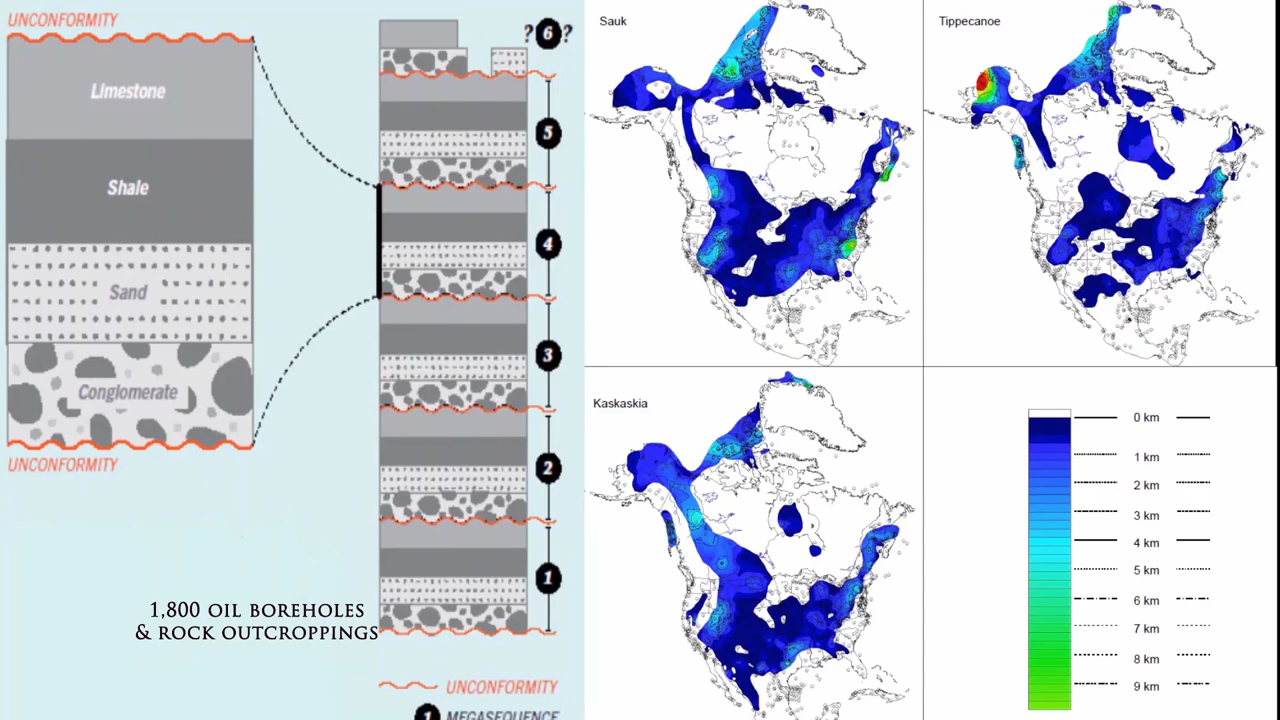 UNCONFORMITY
Limestone
Shale
Sand
Conglomerate
UNCONFORMITY
? 6 ?
5
4
3
2
1
1,800 OIL BOREHOLES
& ROCK OUTCROPPINGS
UNCONFORMITY
1 MEGASEQUENCE
Sauk
Tippecanoe
Kaskaskia
0 km
1 km
2 km
3 km
4 km
5 km
6 km
7 km
8 km
9 km